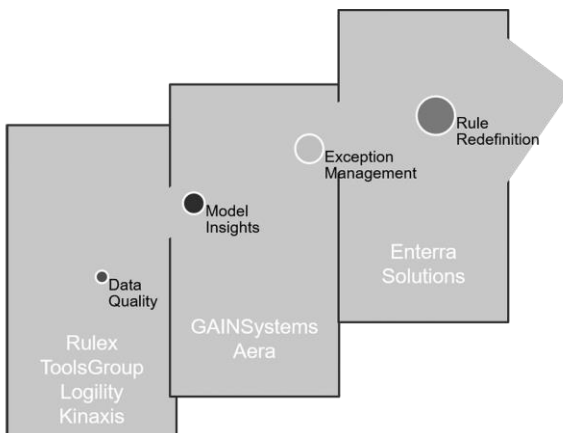 Data
Quality
Rulex
ToolsGroup
Logility
Kinaxis
Model
Insights
GAINSystems
Aera
Exception
Management
Rule
Redefinition
Enterra
Solutions